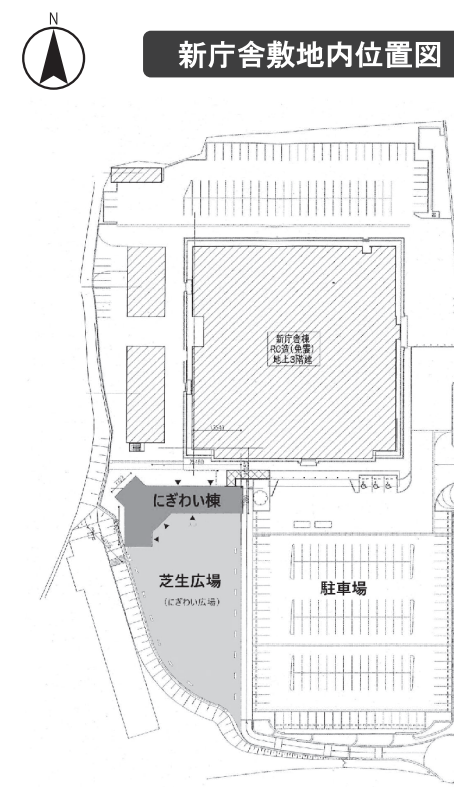 N
新庁舎敷地内位置図
新庁舎棟
RC造(免震)
地上3階建
にぎわい棟
芝生広場
(にぎわい広場)
駐車場